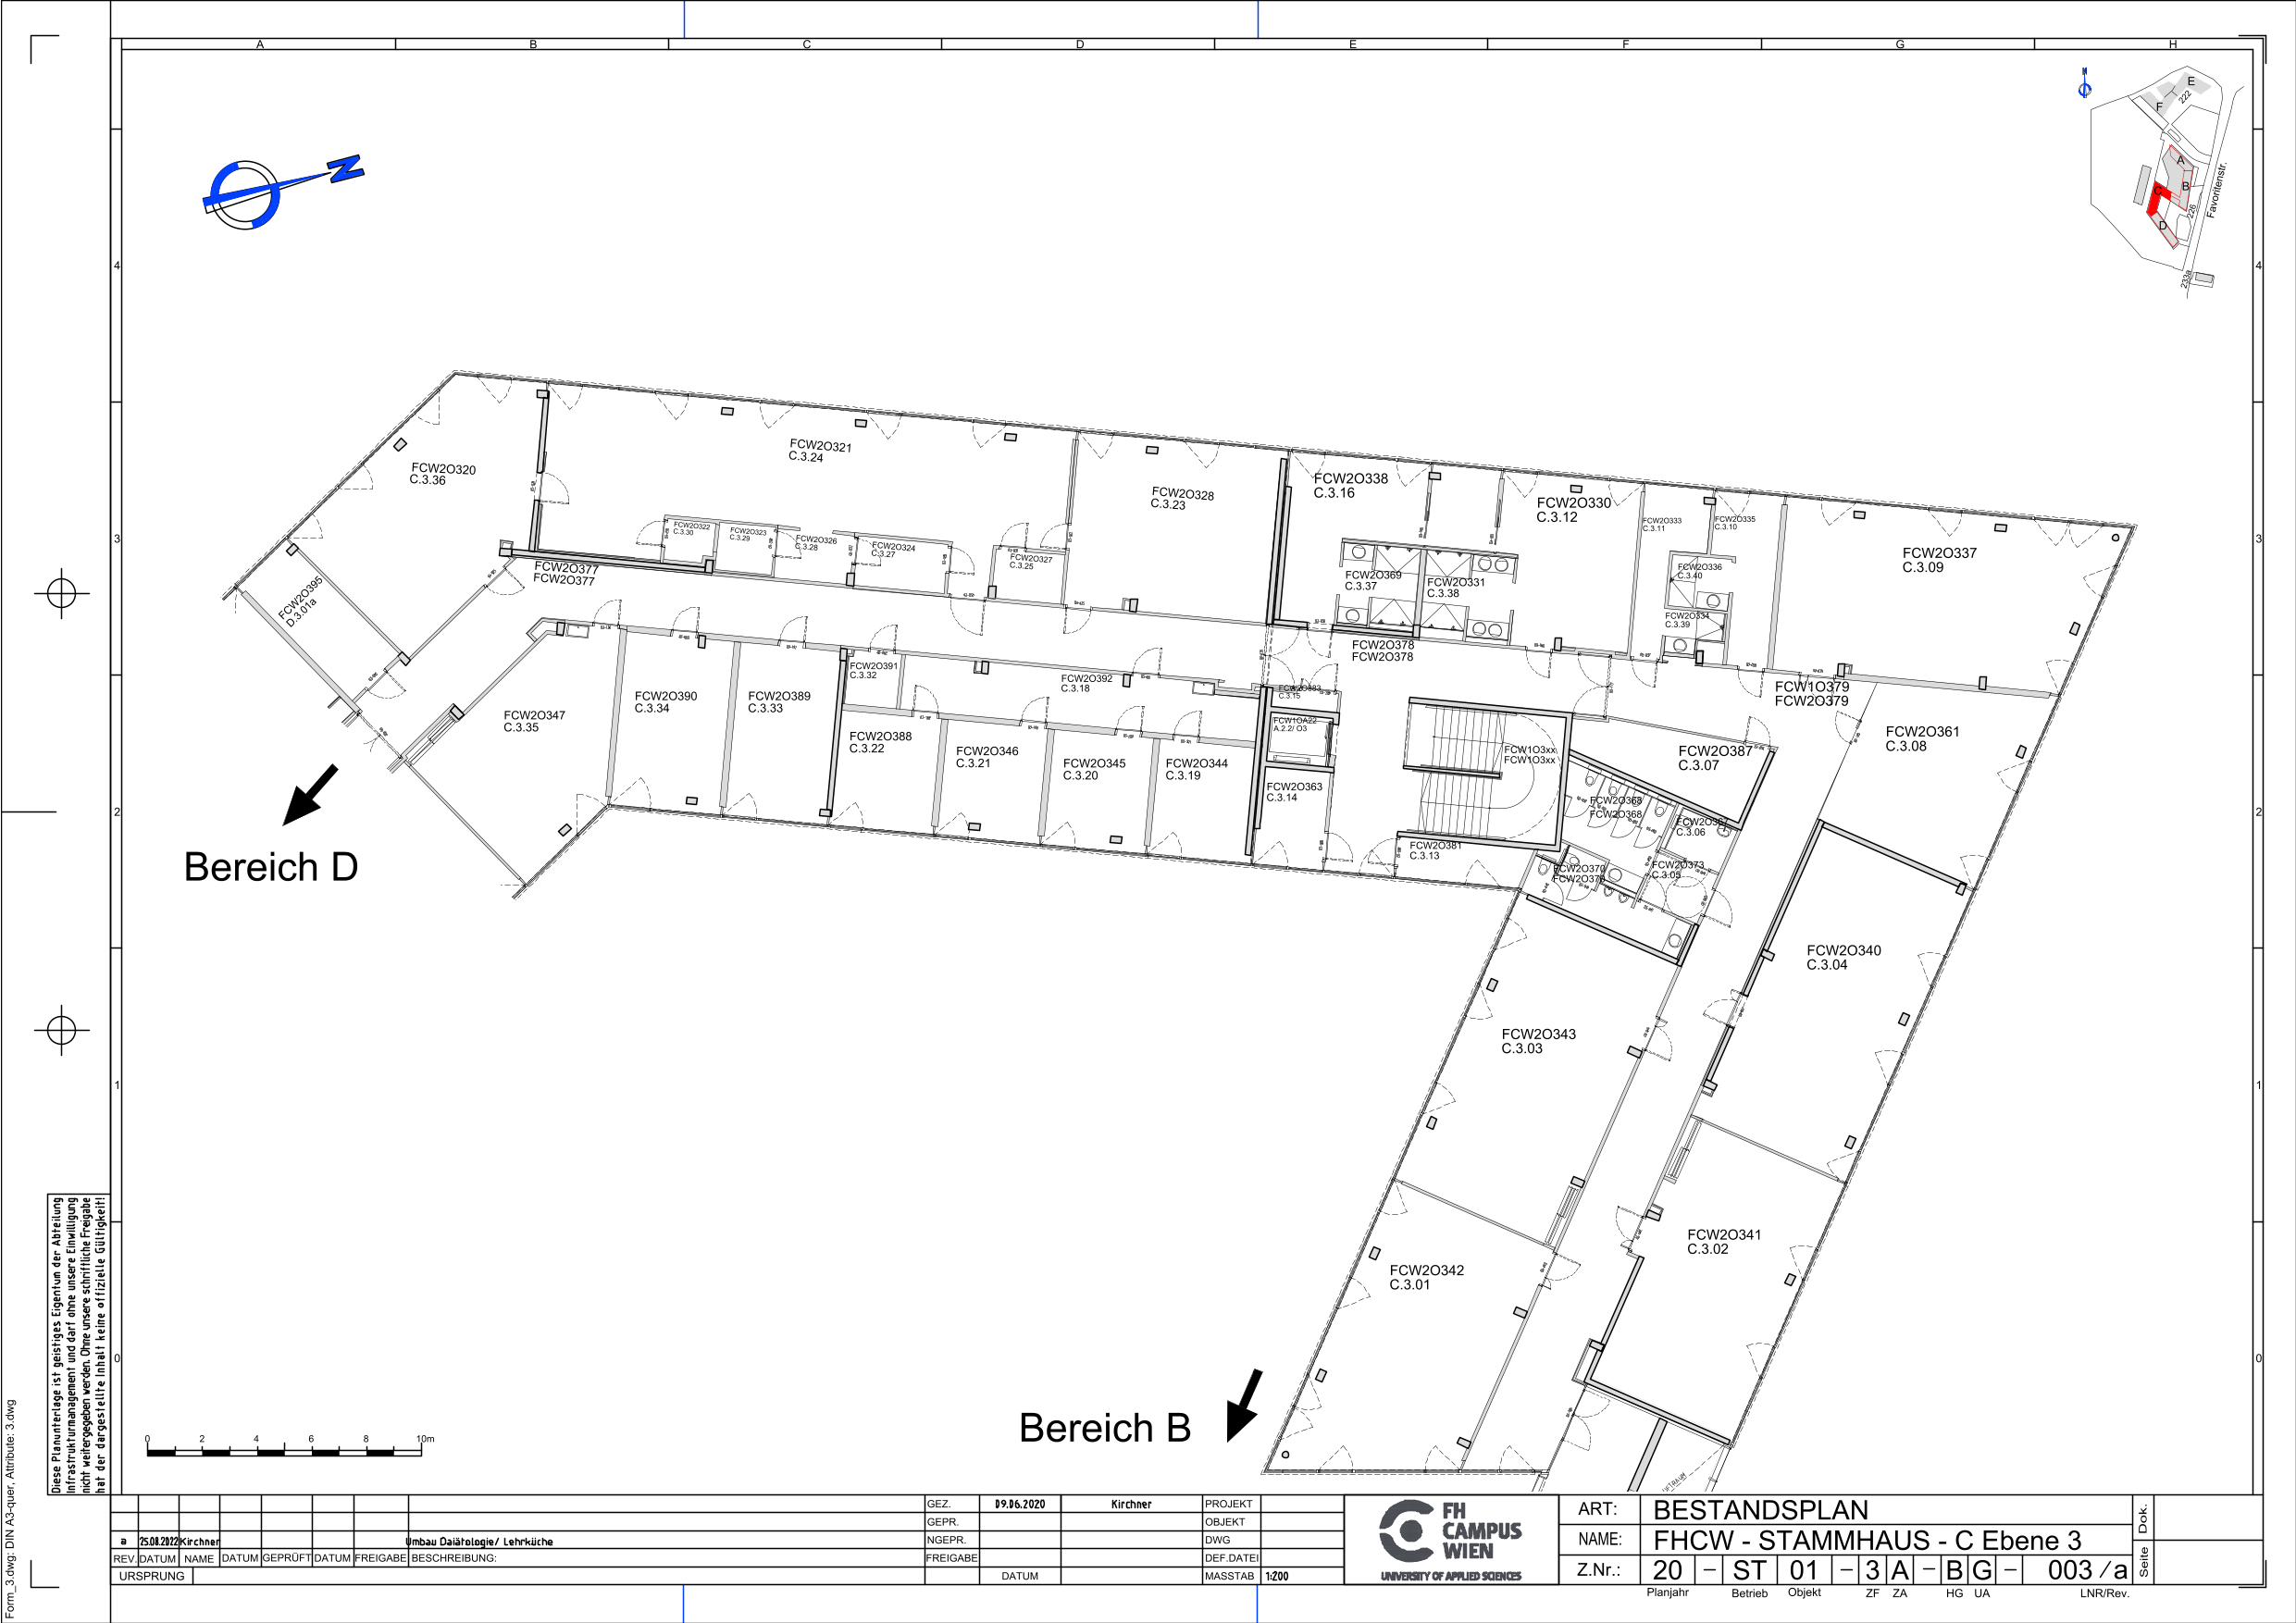 A B C D E F G H
N
E
222
F
A
B
C
226
D
Favoritenstr.
233a
N
4 4
3 3
2 2
1 1
0 0
FCW2O320
C.3.36
FCW2O321
C.3.24
FCW2O328
C.3.23
FCW2O338
C.3.16
FCW2O330
C.3.12
FCW2O333
C.3.11
FCW2O335
C.3.10
FCW2O337
C.3.09
FCW2O322
C.3.30
FCW2O323
C.3.29
FCW2O326
C.3.28
FCW2O324
C.3.27
FCW2O327
C.3.25
FCW2O369
C.3.37
FCW2O331
C.3.38
FCW2O336
C.3.40
FCW2O334
C.3.39
FCW2O395
D.3.01a
FCW2O377
FCW2O377
FCW2O378
FCW2O378
FCW1O379
FCW2O379
FCW2O347
C.3.35
FCW2O390
C.3.34
FCW2O389
C.3.33
FCW2O391
C.3.32
FCW2O392
C.3.18
FCW2O388
C.3.22
FCW2O346
C.3.21
FCW2O345
C.3.20
FCW2O344
C.3.19
C.3.15
FCW1OA22
A.2.2/ O3
FCW2O363
C.3.14
FCW1O3xx
FCW1O3xx
FCW2O381
C.3.13
FCW2O387
C.3.07
FCW2O361
C.3.08
FCW2O368
FCW2O368
C.3.06
FCW2O373
C.3.05
FCW2O370
FCW2O340
C.3.04
FCW2O343
C.3.03
FCW2O341
C.3.02
FCW2O342
C.3.01
Bereich D
Bereich B
0 2 4 6 8 10m
Diese Planunterlage ist geistiges Eigentum der Abteilung
Infrastrukturmanagement und darf ohne unsere Einwilligung
nicht weitergegeben werden. Ohne unsere schriftliche Freigabe
hat der dargestellte Inhalt keine offizielle Gültigkeit!
Form_3.dwg: DIN A3-quer, Attribute: 3.dwg
a 25.08.2022 Kirchner Umbau Daiätologie/ Lehrküche
REV. DATUM NAME DATUM GEPRÜFT DATUM FREIGABE BESCHREIBUNG:
URSPRUNG
GEZ. 09.06.2020 Kirchner
GEPR.
NGEPR.
FREIGABE
DATUM
PROJEKT
OBJEKT
DWG
DEF.DATEI
MASSTAB 1:200
FH
CAMPUS
WIEN
UNIVERSITY OF APPLIED SCIENCES
ART: BESTANDSPLAN
NAME: FHCW - STAMMHAUS - C Ebene 3
Z.Nr.: 20 – ST 01 – 3 A – B G – 003 /a
Planjahr Betrieb Objekt ZF ZA HG UA LNR/Rev.
Dok.
Seite